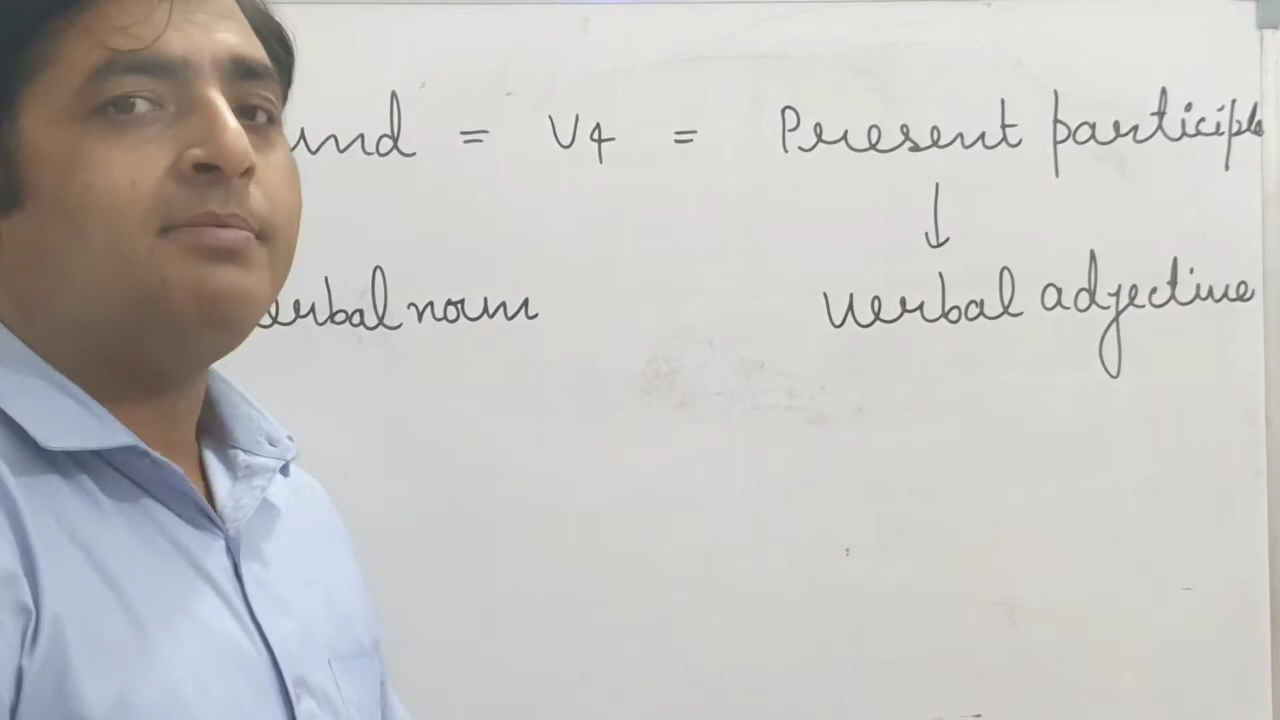 und = V4 = Present participle
↓
erbal noun verbal adjective